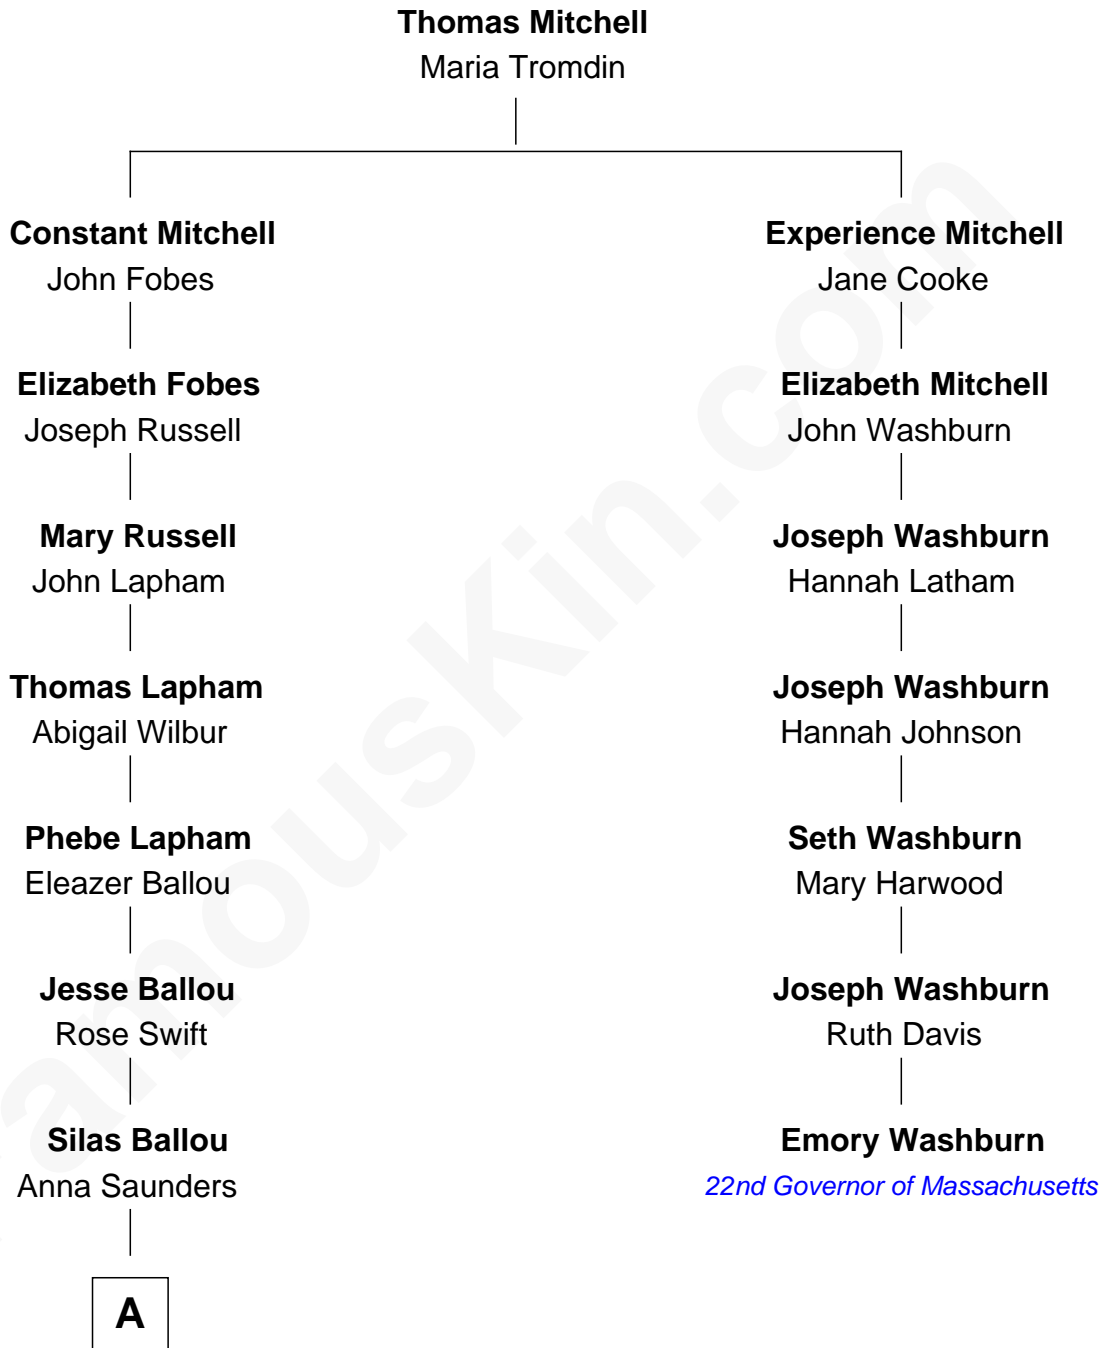 Thomas Mitchell
Maria Tromdin
Constant Mitchell
John Fobes
Experience Mitchell
Jane Cooke
Elizabeth Fobes
Joseph Russell
Elizabeth Mitchell
John Washburn
Mary Russell
John Lapham
Joseph Washburn
Hannah Latham
Thomas Lapham
Abigail Wilbur
Joseph Washburn
Hannah Johnson
Phebe Lapham
Eleazer Ballou
Seth Washburn
Mary Harwood
Jesse Ballou
Rose Swift
Joseph Washburn
Ruth Davis
Silas Ballou
Anna Saunders
Emory Washburn
22nd Governor of Massachusetts
A
amouskin.com